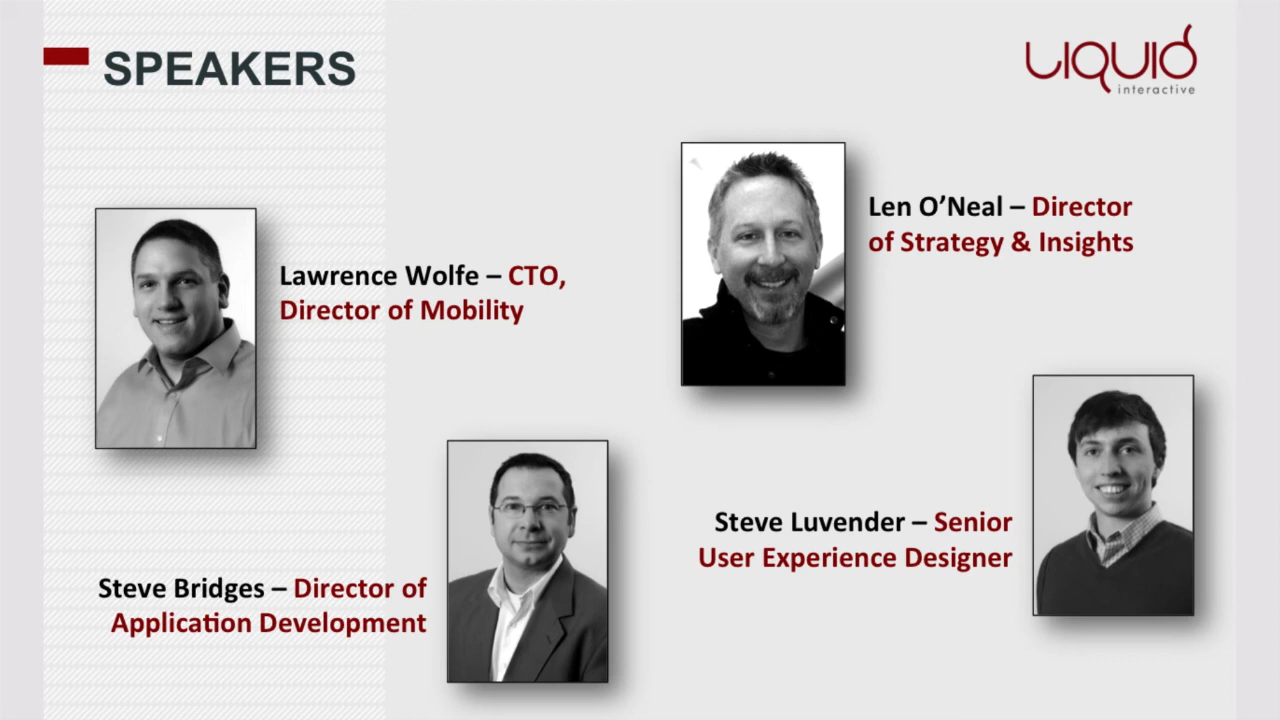 SPEAKERS
LIQUID
interactive
Lawrence Wolfe – CTO,
Director of Mobility
Len O’Neal – Director
of Strategy & Insights
Steve Bridges – Director of
Application Development
Steve Luvender – Senior
User Experience Designer